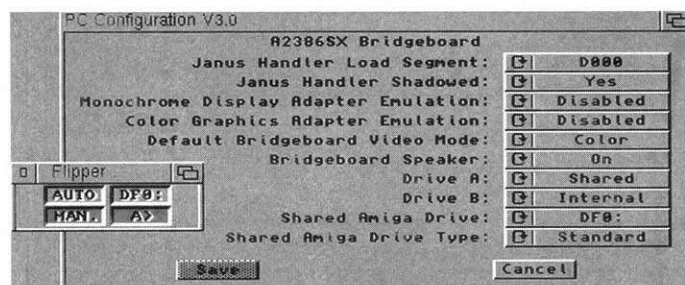 PC Configuration V3.0
A2386SX Bridgeboard
Janus Handler Load Segment: D000
Janus Handler Shadowed: Yes
Monochrome Display Adapter Emulation: Disabled
Color Graphics Adapter Emulation: Disabled
Default Bridgeboard Video Mode: Color
Bridgeboard Speaker: On
Drive A: Shared
Drive B: Internal
Shared Amiga Drive: DF0:
Shared Amiga Drive Type: Standard
Save Cancel
Flipper
AUTO DF0:
MAN. A>